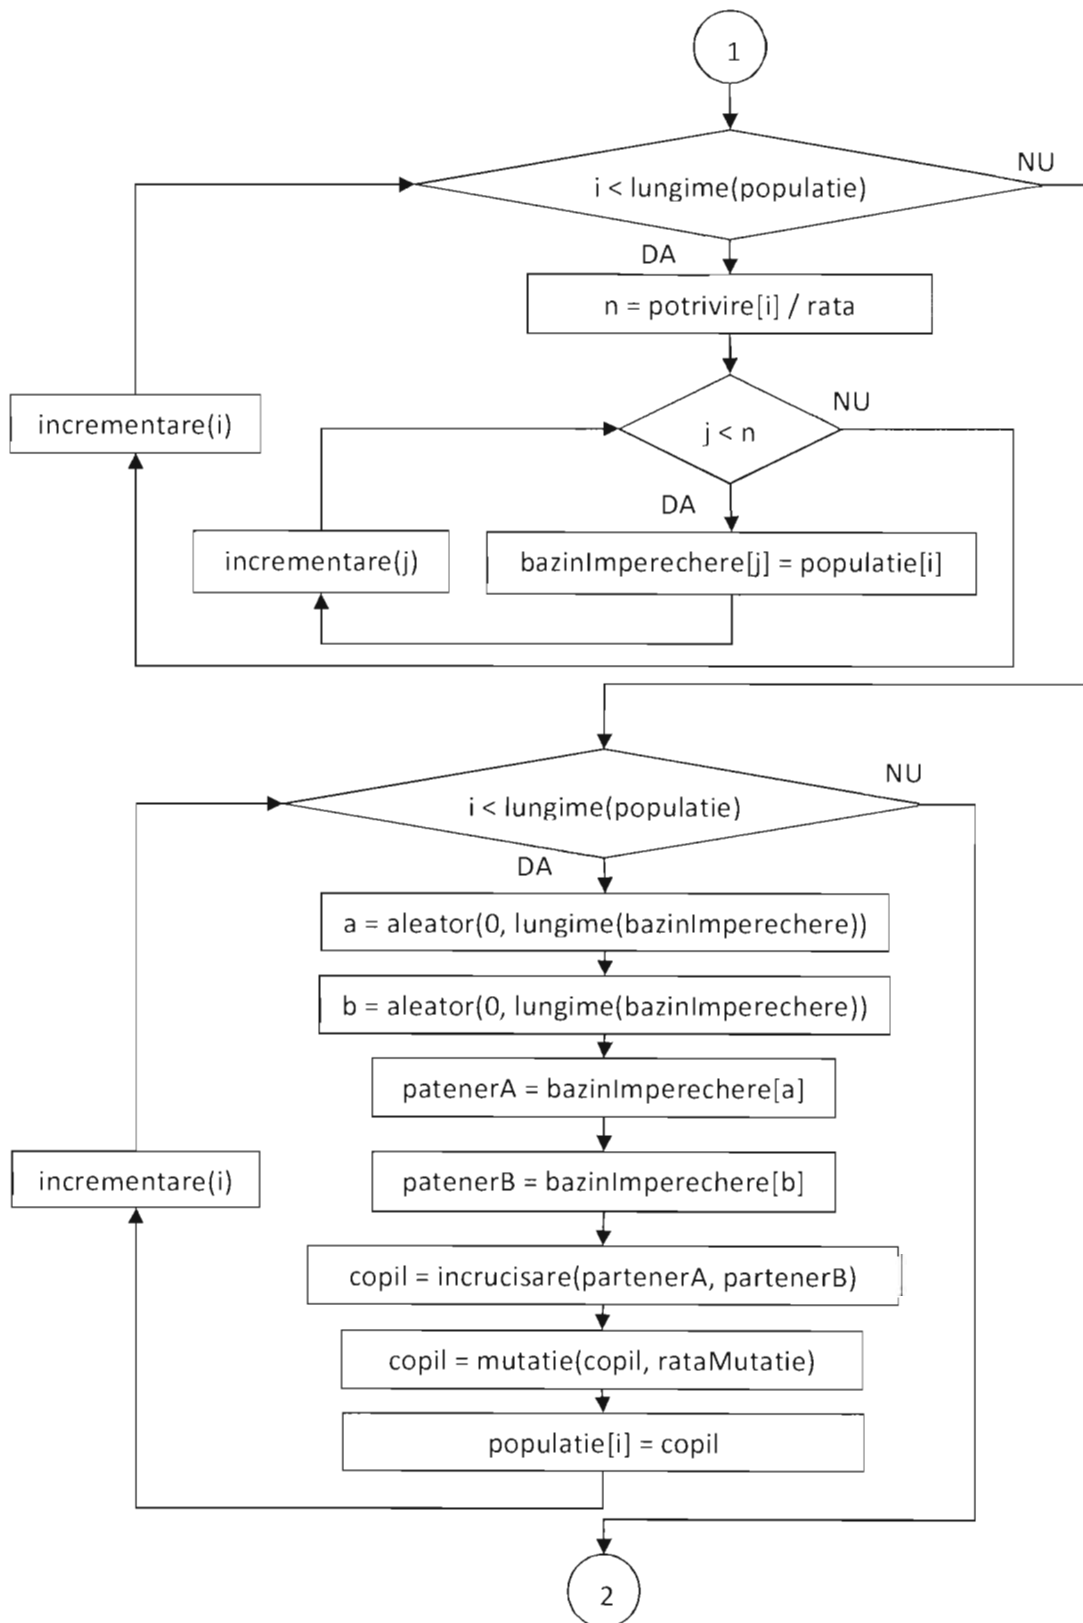 1
NU
i < lungime(populatie)
DA
n = potrivire[i] / rata
incrementare(i)
NU
j < n
DA
incrementare(j)
bazinImperechere[j] = populatie[i]
NU
i < lungime(populatie)
DA
a = aleator(0, lungime(bazinImperechere))
b = aleator(0, lungime(bazinImperechere))
patenerA = bazinImperechere[a]
incrementare(i)
patenerB = bazinImperechere[b]
copil = incrucisare(partenerA, partenerB)
copil = mutatie(copil, rataMutatie)
populatie[i] = copil
2